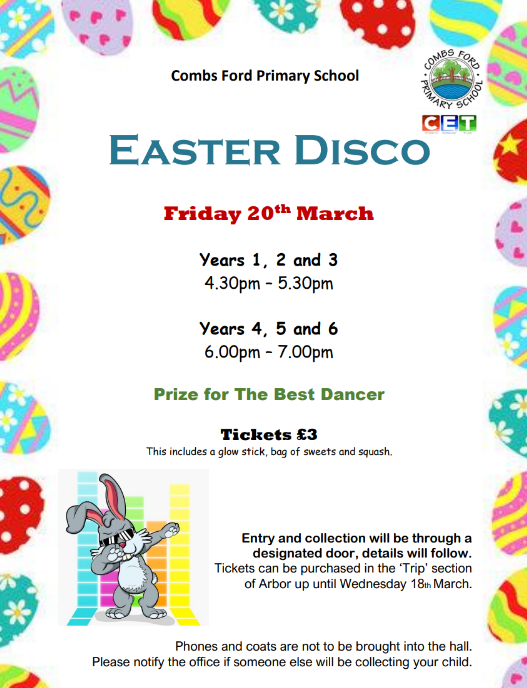 Combs Ford Primary School
COMBS FORD
PRIMARY SCHOOL
CET
EASTER DISCO
Friday 20th March
Years 1, 2 and 3
4.30pm – 5.30pm
Years 4, 5 and 6
6.00pm – 7.00pm
Prize for The Best Dancer
Tickets £3
This includes a glow stick, bag of sweets and squash.
Entry and collection will be through a
designated door, details will follow.
Tickets can be purchased in the ‘Trip’ section
of Arbor up until Wednesday 18th March.
Phones and coats are not to be brought into the hall.
Please notify the office if someone else will be collecting your child.